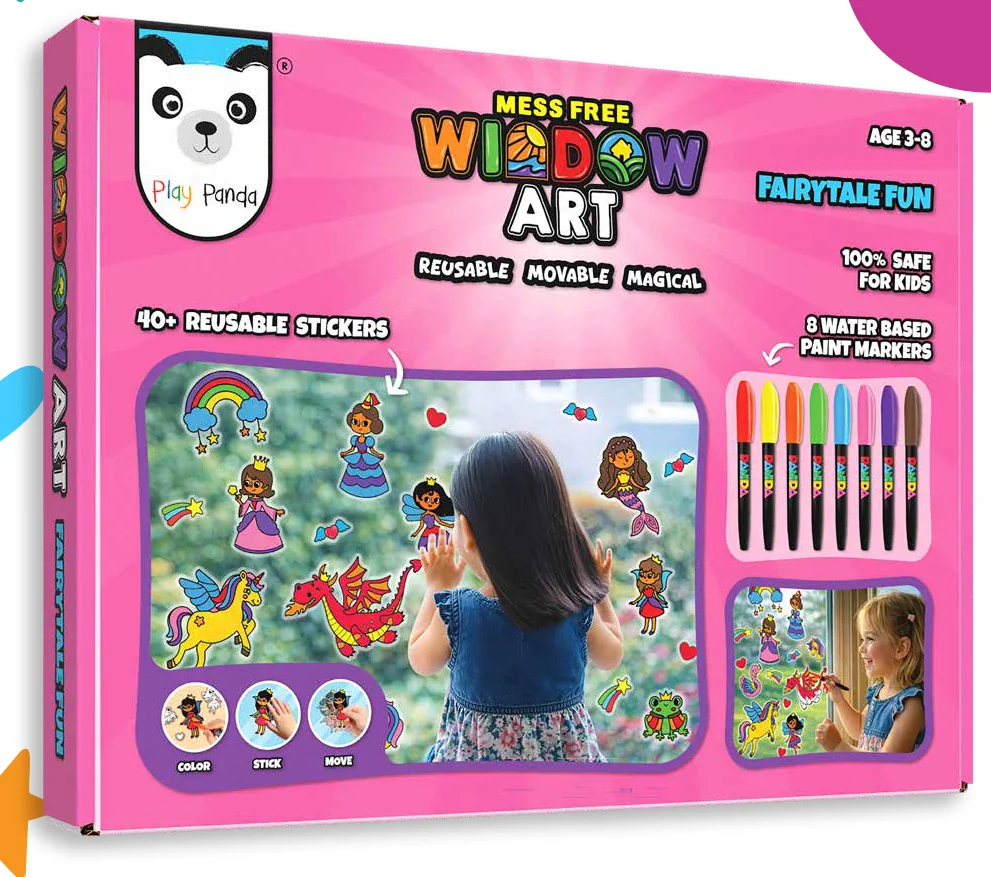 Play Panda
®
MESS FREE
WINDOW
ART
REUSABLE MOVABLE MAGICAL
AGE 3-8
FAIRYTALE FUN
100% SAFE
FOR KIDS
8 WATER BASED
PAINT MARKERS
40+ REUSABLE STICKERS
PANDA
PANDA
PANDA
PANDA
PANDA
PANDA
PANDA
PANDA
COLOR
STICK
MOVE
WINDOW ART FAIRYTALE FUN